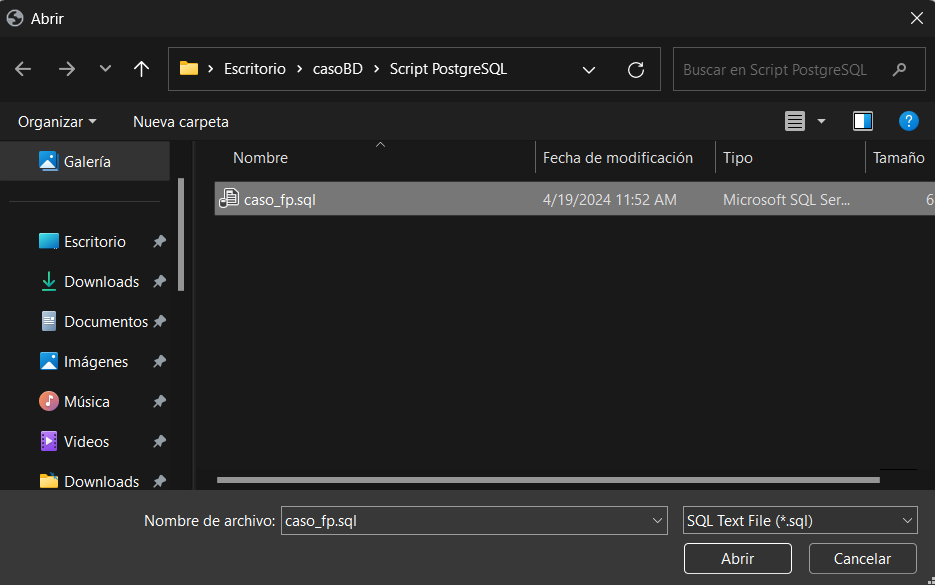 Abrir
Escritorio > casoBD > Script PostgreSQL
Buscar en Script PostgreSQL
Organizar
Nueva carpeta
?
Galería
Escritorio
Downloads
Documentos
Imágenes
Música
Videos
Downloads
Nombre Fecha de modificación Tipo Tamaño
caso_fp.sql 4/19/2024 11:52 AM Microsoft SQL Ser... 6
Nombre de archivo: caso_fp.sql SQL Text File (*.sql)
Abrir Cancelar